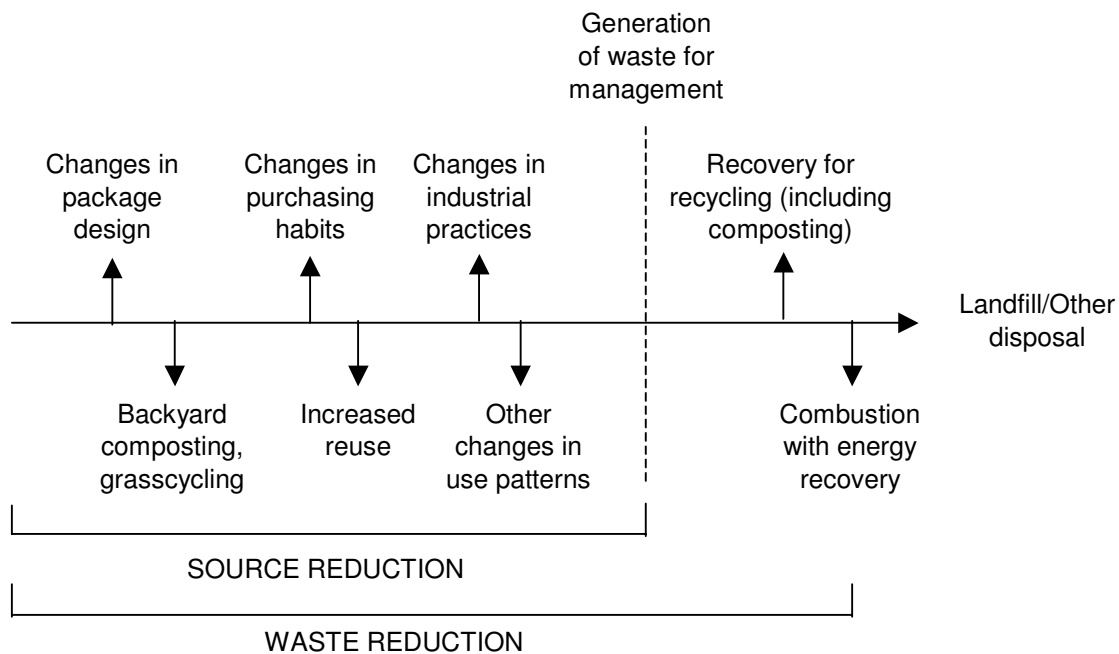 Generation
of waste for
management
Changes in
package
design
Changes in
purchasing
habits
Changes in
industrial
practices
Recovery for
recycling (including
composting)
Landfill/Other
disposal
Backyard
composting,
grasscycling
Increased
reuse
Other
changes in
use patterns
Combustion
with energy
recovery
SOURCE REDUCTION
WASTE REDUCTION